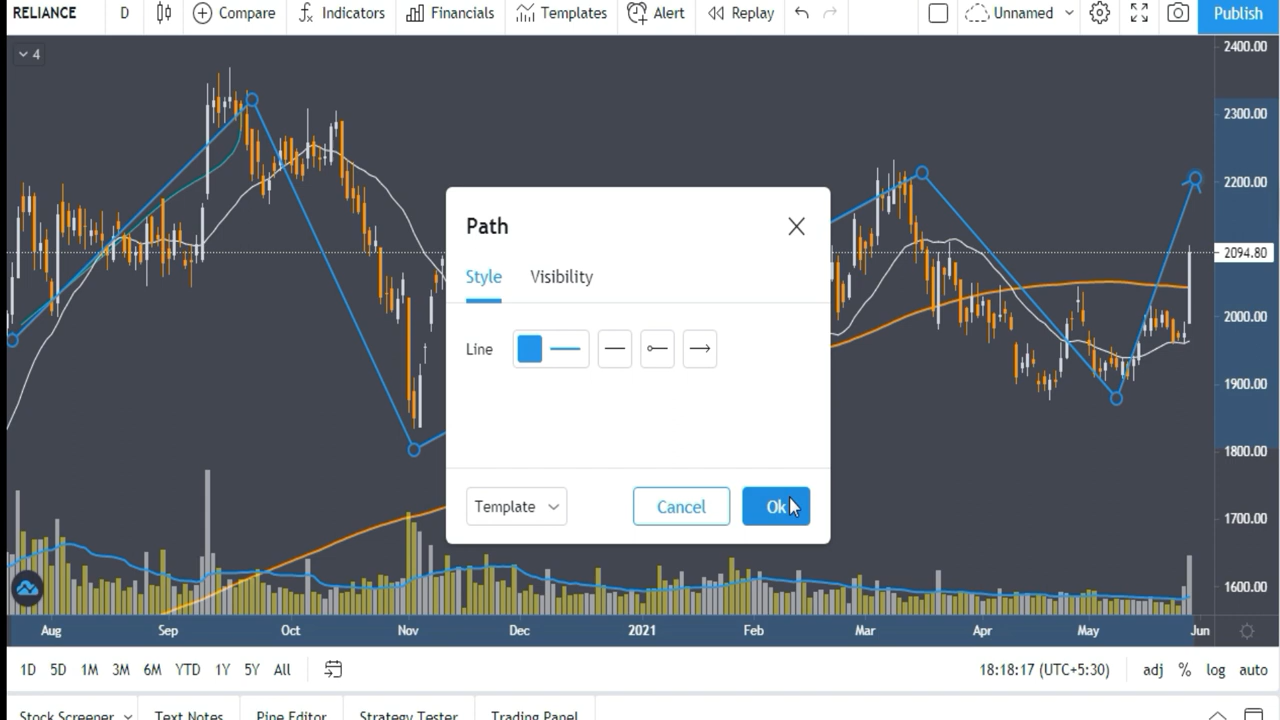 RELIANCE D Compare Indicators Financials Templates Alert Replay Unnamed Publish
4
2400.00
2300.00
2200.00
2094.80
2000.00
1900.00
1800.00
1700.00
1600.00
Path
Style Visibility
Line
Template Cancel Ok
Aug Sep Oct Nov Dec 2021 Feb Mar Apr May Jun
1D 5D 1M 3M 6M YTD 1Y 5Y All 18:18:17 (UTC+5:30) adj % log auto
Stock Screener Text Notes Pine Editor Strategy Tester Trading Panel